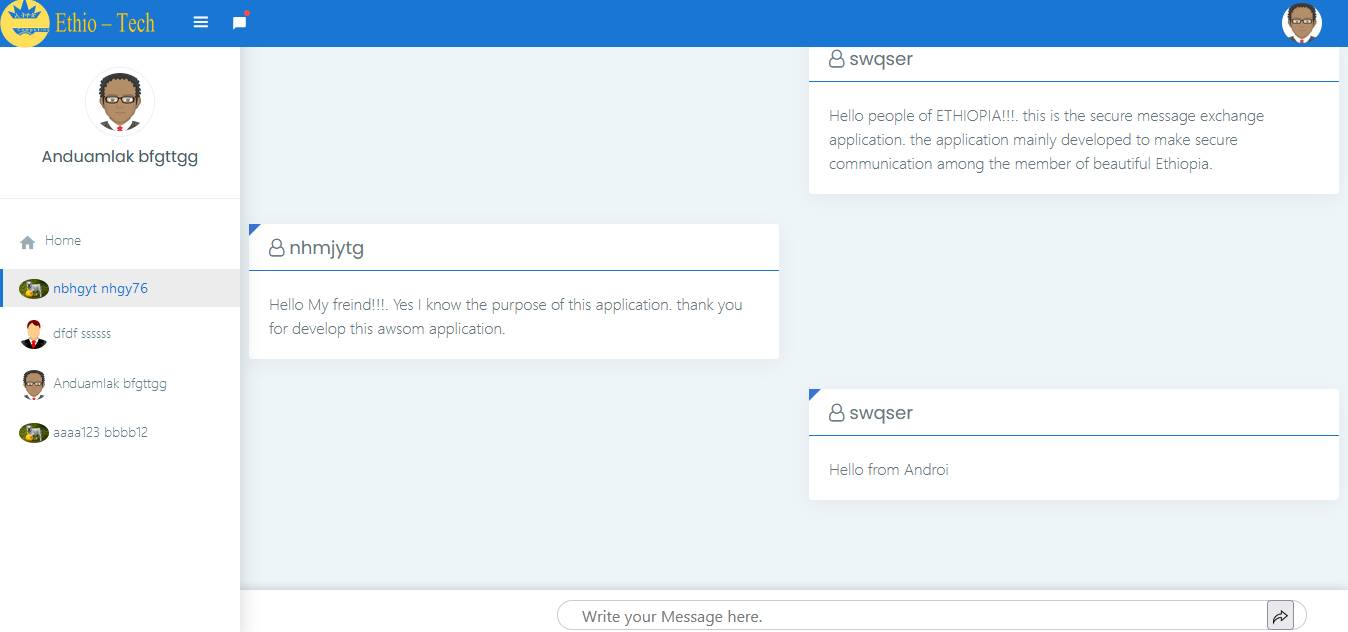 Ethio – Tech
Anduamlak bfgttgg
Home
nbhgyt nhgy76
dfdf ssssss
Anduamlak bfgttgg
aaaa123 bbbb12
swqser
Hello people of ETHIOPIA!!!. this is the secure message exchange
application. the application mainly developed to make secure
communication among the member of beautiful Ethiopia.
nhmjytg
Hello My freind!!!. Yes I know the purpose of this application. thank you
for develop this awsom application.
swqser
Hello from Androi
Write your Message here.